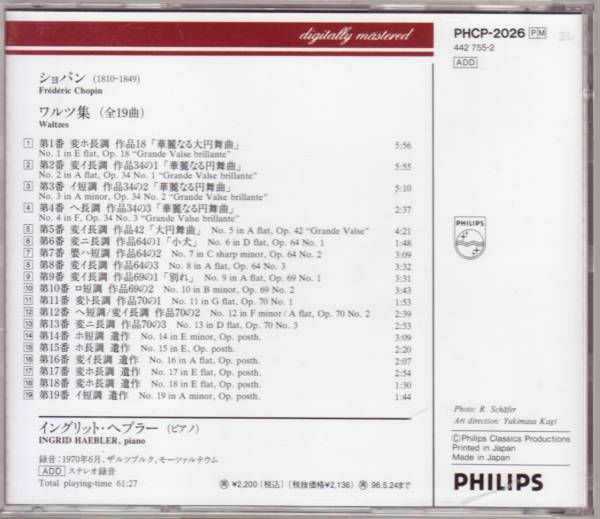 digitally mastered
PHCP-2026 PM
442 755-2
ADD
ショパン (1810-1849)
Frédéric Chopin
ワルツ集 (全19曲)
Waltzes
1 第1番 変ホ長調 作品18「華麗なる大円舞曲」 5:56
No. 1 in E flat, Op. 18 "Grande Valse brillante"
2 第2番 変イ長調 作品34の1「華麗なる円舞曲」 5:55
No. 2 in A flat, Op. 34 No. 1 "Grande Valse brillante"
3 第3番 イ短調 作品34の2「華麗なる円舞曲」 5:10
No. 3 in A minor, Op. 34 No. 2 "Grande Valse brillante"
4 第4番 ヘ長調 作品34の3「華麗なる円舞曲」 2:37
No. 4 in F, Op. 34 No. 3 "Grande Valse brillante"
5 第5番 変イ長調 作品42「大円舞曲」 No. 5 in A flat, Op. 42 "Grande Valse" 4:21
6 第6番 変ニ長調 作品64の1「小犬」 No. 6 in D flat, Op. 64 No. 1 1:48
7 第7番 嬰ハ短調 作品64の2 No. 7 in C sharp minor, Op. 64 No. 2 3:09
8 第8番 変イ長調 作品64の3 No. 8 in A flat, Op. 64 No. 3 3:32
9 第9番 変イ長調 作品69の1「別れ」 No. 9 in A flat, Op. 69 No. 1 3:31
10 第10番 ロ短調 作品69の2 No. 10 in B minor, Op. 69 No. 2 3:43
11 第11番 変ト長調 作品70の1 No. 11 in G flat, Op. 70 No. 1 1:53
12 第12番 ヘ短調/変イ長調 作品70の2 No. 12 in F minor/A flat, Op. 70 No. 2 2:39
13 第13番 変ニ長調 作品70の3 No. 13 in D flat, Op. 70 No. 3 2:53
14 第14番 ホ短調 遺作 No. 14 in E minor, Op. posth. 3:09
15 第15番 ホ長調 遺作 No. 15 in E, Op. posth. 2:20
16 第16番 変イ長調 遺作 No. 16 in A flat, Op. posth. 2:07
17 第17番 変ホ長調 遺作 No. 17 in E flat, Op. posth. 2:54
18 第18番 変ホ長調 遺作 No. 18 in E flat, Op. posth. 1:30
19 第19番 イ短調 遺作 No. 19 in A minor, Op. posth. 1:44
イングリット・ヘブラー (ピアノ)
INGRID HAEBLER, piano
録音：1970年6月、ザルツブルク、モーツァルテウム
ADD ステレオ録音
Total playing-time 61:27
再 ¥2,200 (税込) (税抜価格¥2,136) 再 96.5.24まで
PHILIPS
Photo: R. Schäfer
Art direction: Yukimasa Kagi
©Philips Classics Productions
Printed in Japan
Made in Japan
PHILIPS